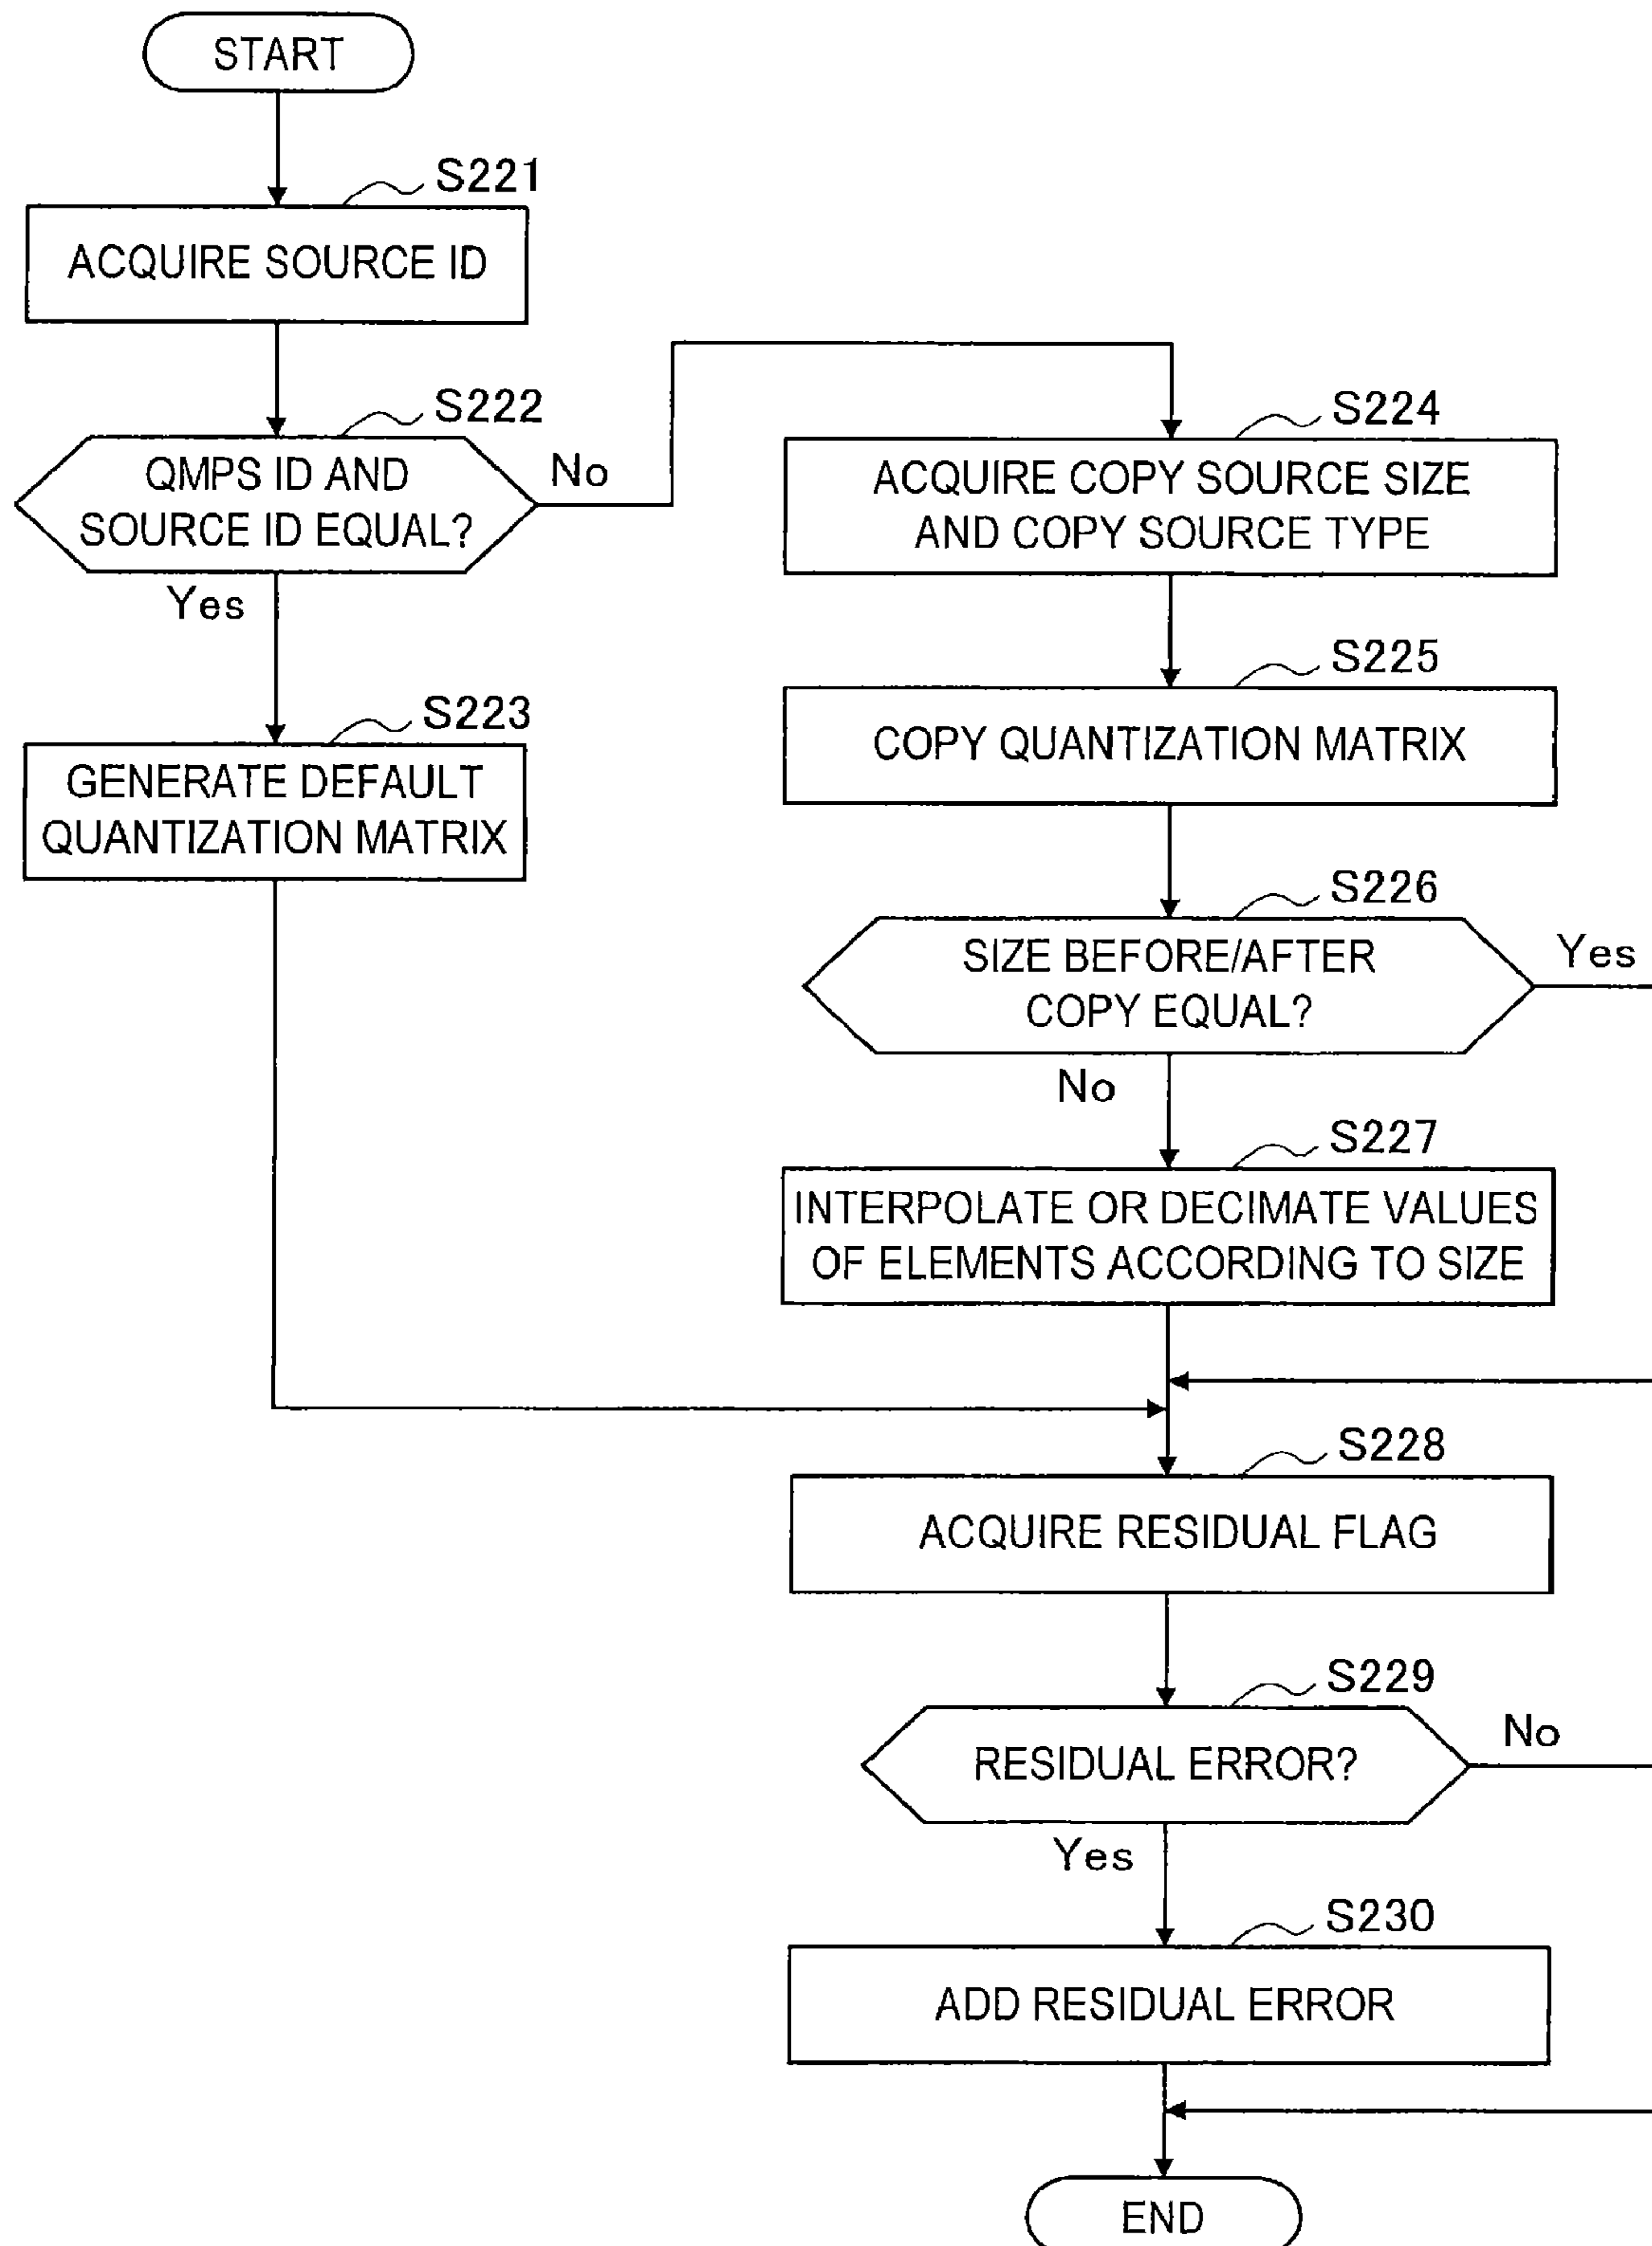 START
S221
ACQUIRE SOURCE ID
S222
QMPS ID AND
SOURCE ID EQUAL?
No
Yes
S223
GENERATE DEFAULT
QUANTIZATION MATRIX
S224
ACQUIRE COPY SOURCE SIZE
AND COPY SOURCE TYPE
S225
COPY QUANTIZATION MATRIX
S226
SIZE BEFORE/AFTER
COPY EQUAL?
Yes
No
S227
INTERPOLATE OR DECIMATE VALUES
OF ELEMENTS ACCORDING TO SIZE
S228
ACQUIRE RESIDUAL FLAG
S229
RESIDUAL ERROR?
No
Yes
S230
ADD RESIDUAL ERROR
END